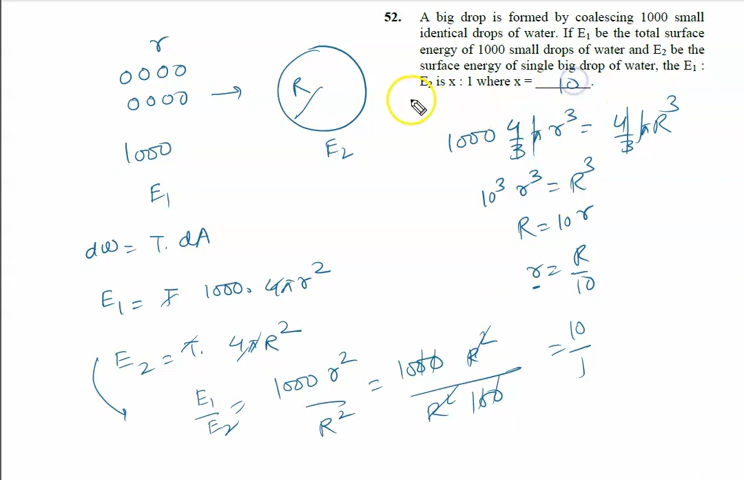 52. A big drop is formed by coalescing 1000 small
identical drops of water. If E₁ be the total surface
energy of 1000 small drops of water and E₂ be the
surface energy of single big drop of water, the E₁ :
E₂ is x : 1 where x = 10.
r
0000
0000
→
R
1000
E₂
E₁
1000 4/3 π r³ = 4/3 π R³
10³ r³ = R³
R = 10r
r = R/10
dω = T. dA
E₁ = T 1000. 4πr²
E₂ = T. 4πR²
E₁/E₂ = 1000 r²/R² = 1000 R²/R² 100 = 10/1